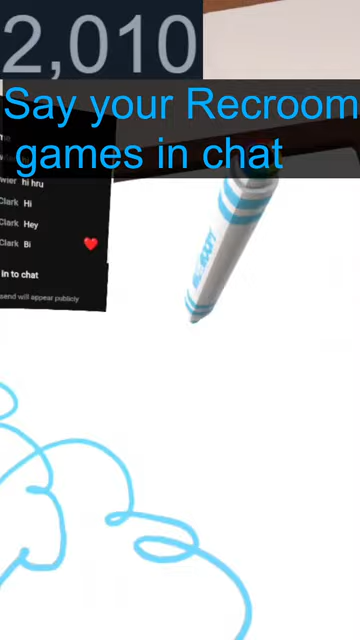 2,010
Say your Recroom
games in chat
hi hru
Clark Hi
Clark Hey
Clark Bi
in to chat
send will appear publicly